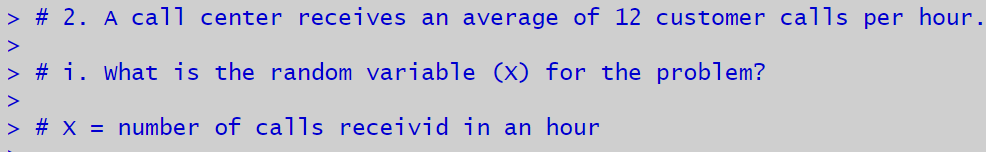 > # 2. A call center receives an average of 12 customer calls per hour.
>
> # i. What is the random variable (X) for the problem?
>
> # X = number of calls receivid in an hour